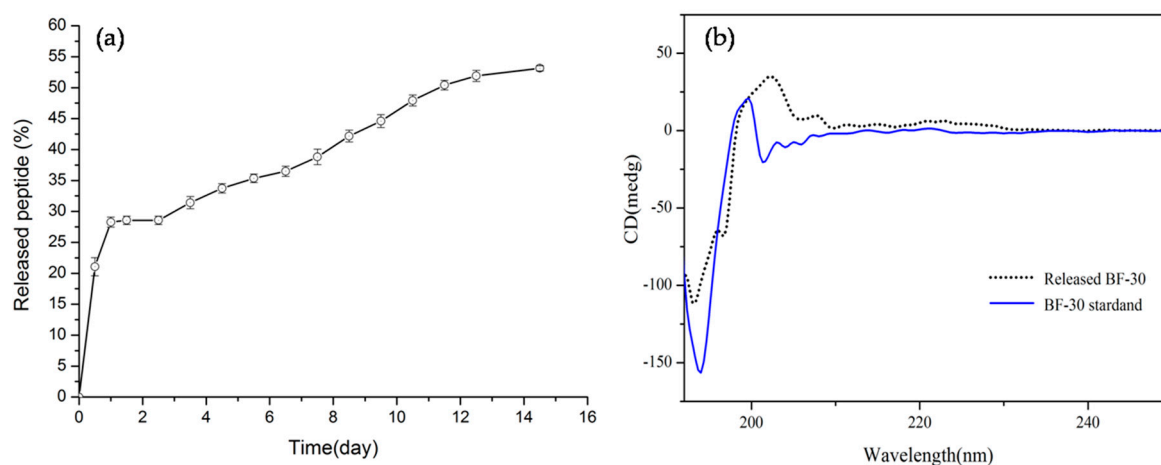 (a)
Released peptide (%)
60
55
50
45
40
35
30
25
20
15
10
5
0
0 2 4 6 8 10 12 14 16
Time(day)
(b)
CD(medg)
50
0
-50
-100
-150
Released BF-30
BF-30 stardand
200 220 240
Wavelength(nm)